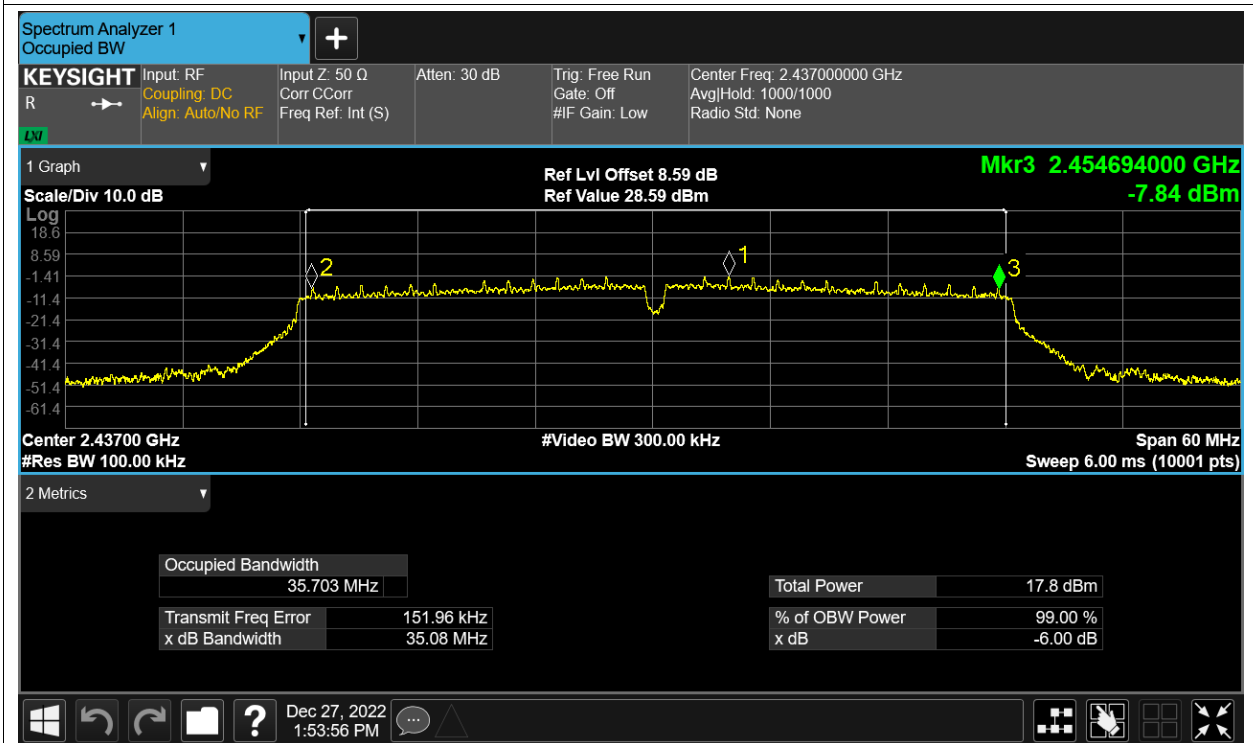 Spectrum Analyzer 1
Occupied BW
▼
+
KEYSIGHT
R
LXI
Input: RF
Coupling: DC
Align: Auto/No RF
Input Z: 50 Ω
Corr CCorr
Freq Ref: Int (S)
Atten: 30 dB
Trig: Free Run
Gate: Off
#IF Gain: Low
Center Freq: 2.437000000 GHz
Avg|Hold: 1000/1000
Radio Std: None
1 Graph ▼
Scale/Div 10.0 dB
Ref Lvl Offset 8.59 dB
Ref Value 28.59 dBm
Mkr3 2.454694000 GHz
-7.84 dBm
Log
18.6
8.59
-1.41
-11.4
-21.4
-31.4
-41.4
-51.4
-61.4
2
1
3
Center 2.43700 GHz
#Res BW 100.00 kHz
#Video BW 300.00 kHz
Span 60 MHz
Sweep 6.00 ms (10001 pts)
2 Metrics ▼
Occupied Bandwidth
35.703 MHz
Transmit Freq Error 151.96 kHz
x dB Bandwidth 35.08 MHz
Total Power 17.8 dBm
% of OBW Power 99.00 %
x dB -6.00 dB
?
Dec 27, 2022
1:53:56 PM